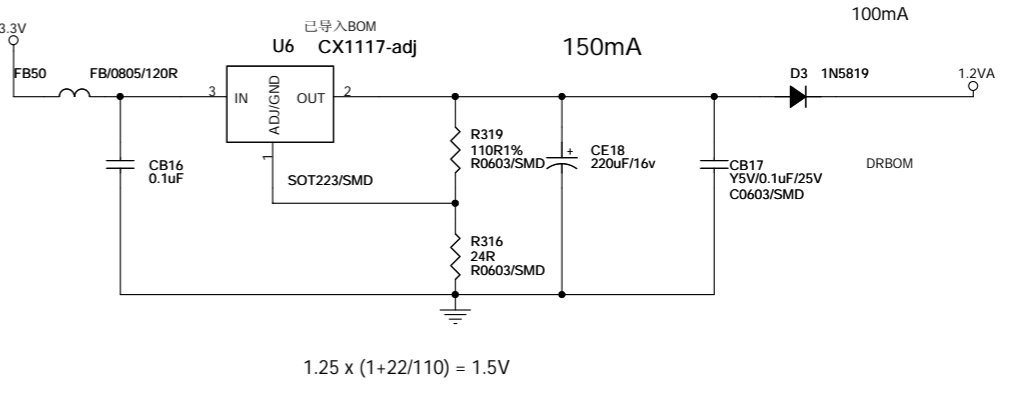 100mA
3.3V
已导入BOM
U6 CX1117-adj
150mA
FB50 FB/0805/120R
D3 1N5819
1.2VA
3 IN ADJ/GND OUT 2
1
R319
110R1%
R0603/SMD
CB16
0.1uF
SOT223/SMD
+
CE18
220uF/16v
CB17
Y5V/0.1uF/25V
C0603/SMD
DRBOM
R316
24R
R0603/SMD
1.25 x (1+22/110) = 1.5V